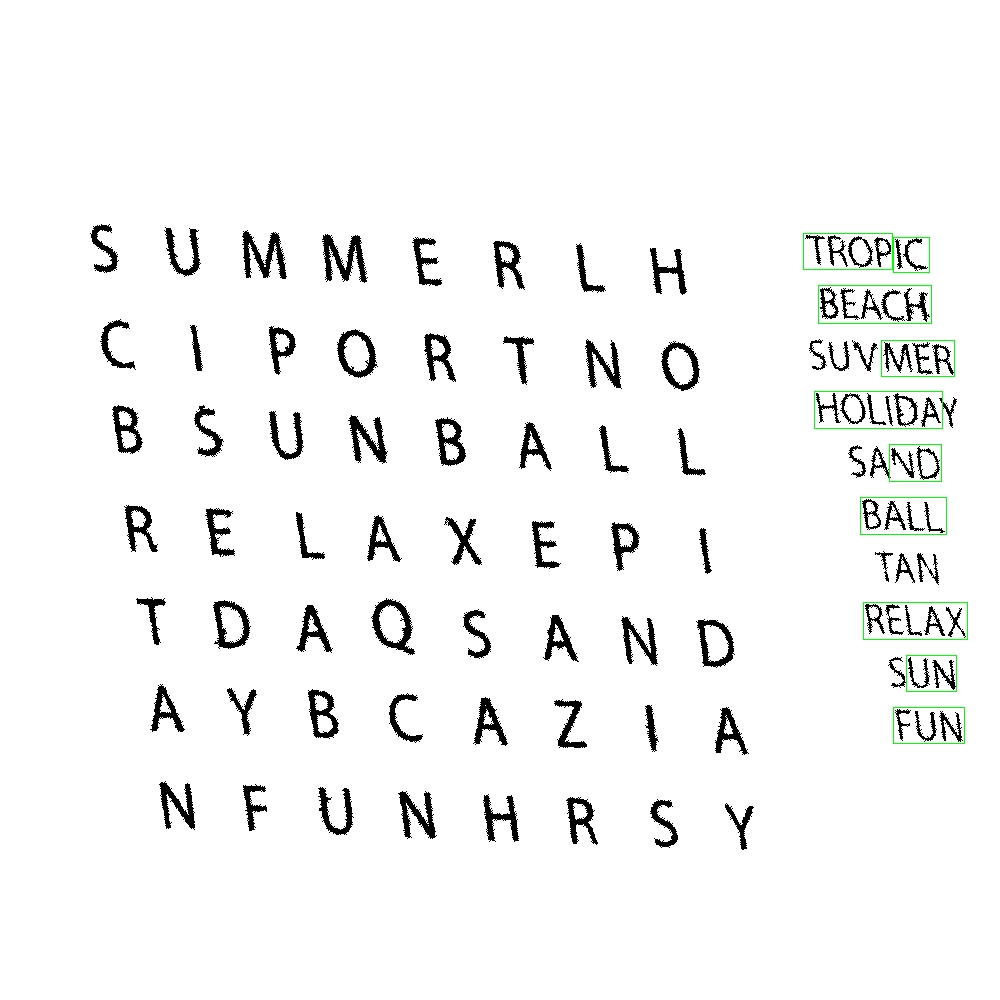 S U M M E R L H
C I P O R T N O
B S U N B A L L
R E L A X E P I
T D A Q S A N D
A Y B C A Z I A
N F U N H R S Y
TROPIC
BEACH
SUVMER
HOLIDAY
SAND
BALL
TAN
RELAX
SUN
FUN